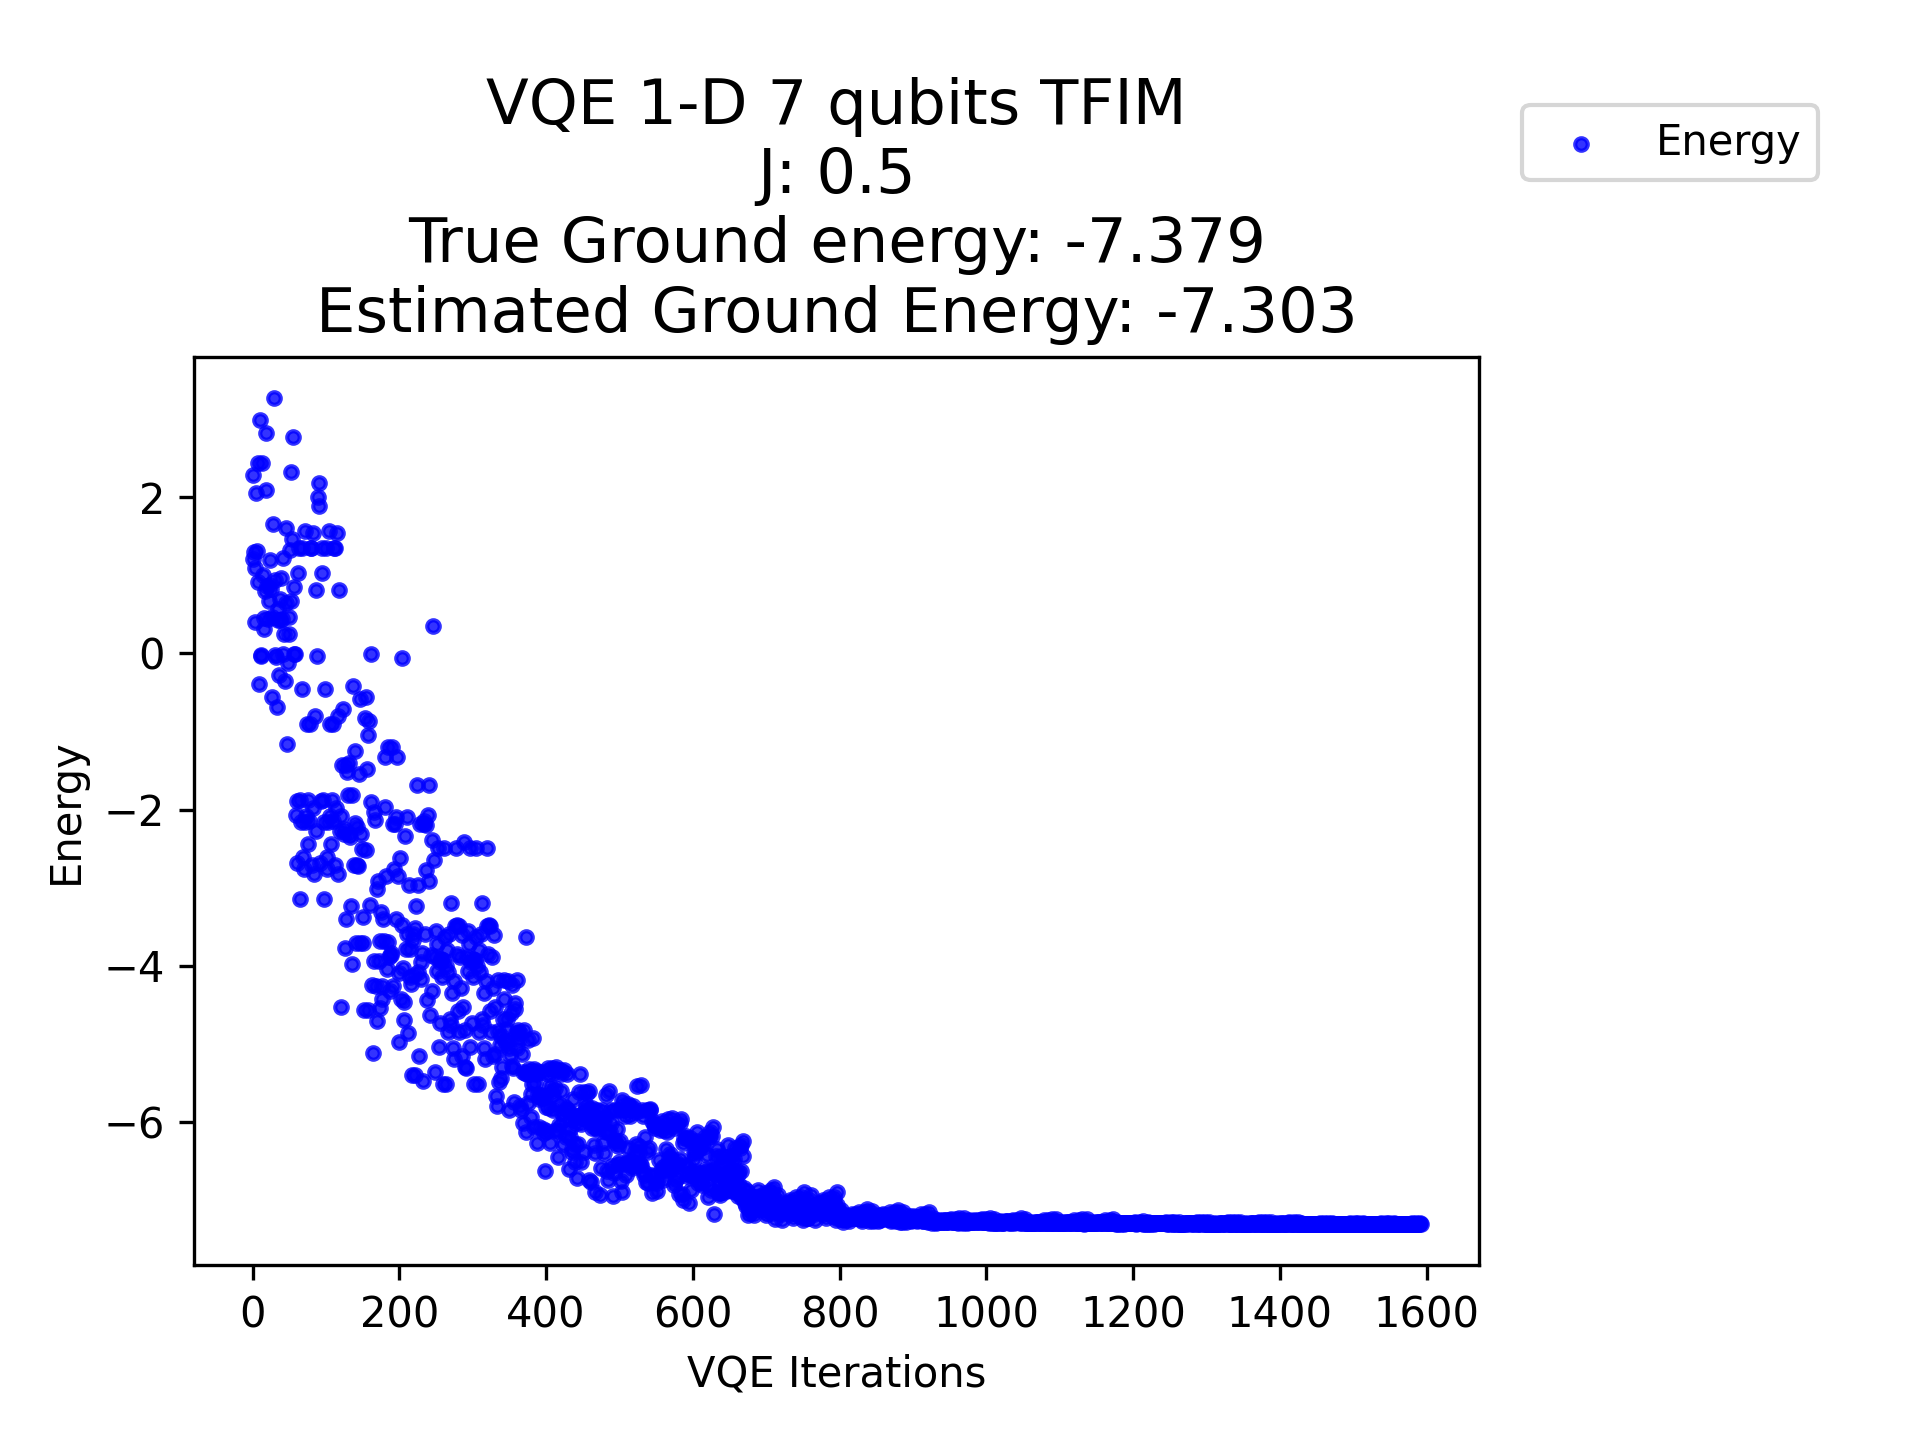 VQE 1-D 7 qubits TFIM
J: 0.5
True Ground energy: -7.379
Estimated Ground Energy: -7.303
Energy
2
0
−2
−4
−6
Energy
0 200 400 600 800 1000 1200 1400 1600
VQE Iterations